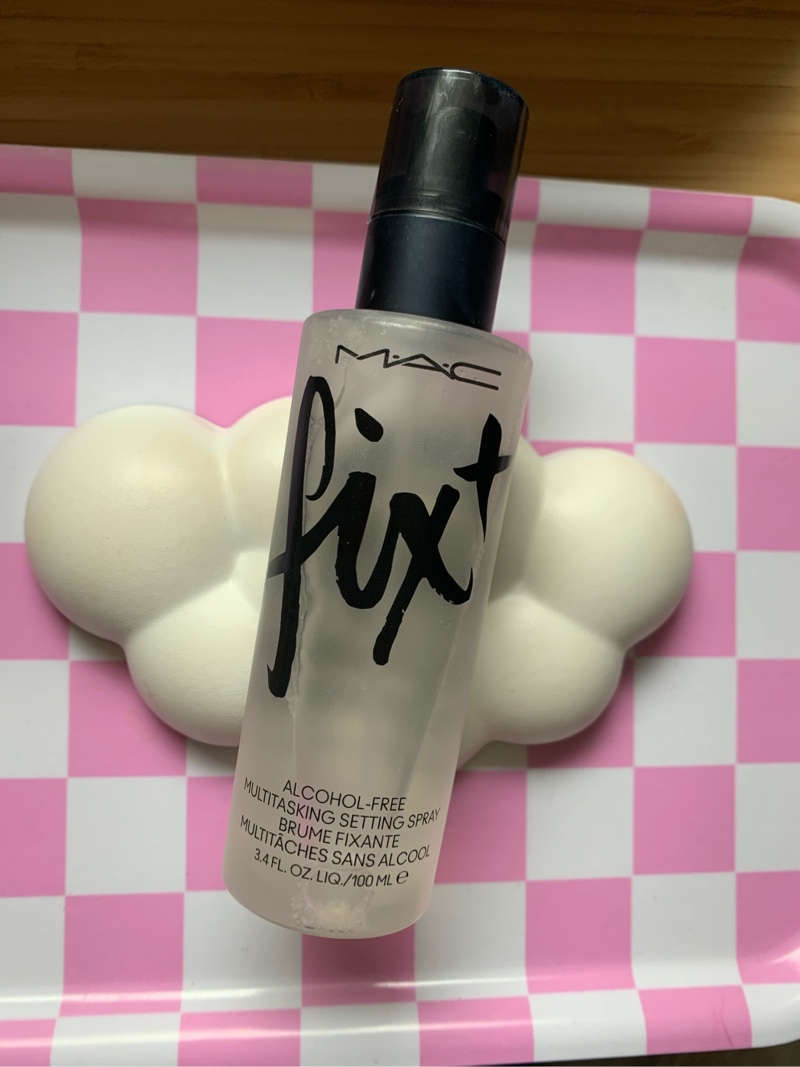 M·A·C
fix+
ALCOHOL-FREE
MULTITASKING SETTING SPRAY
BRUME FIXANTE
MULTITÂCHES SANS ALCOOL
3.4 FL. OZ. LIQ./100 ML ℮